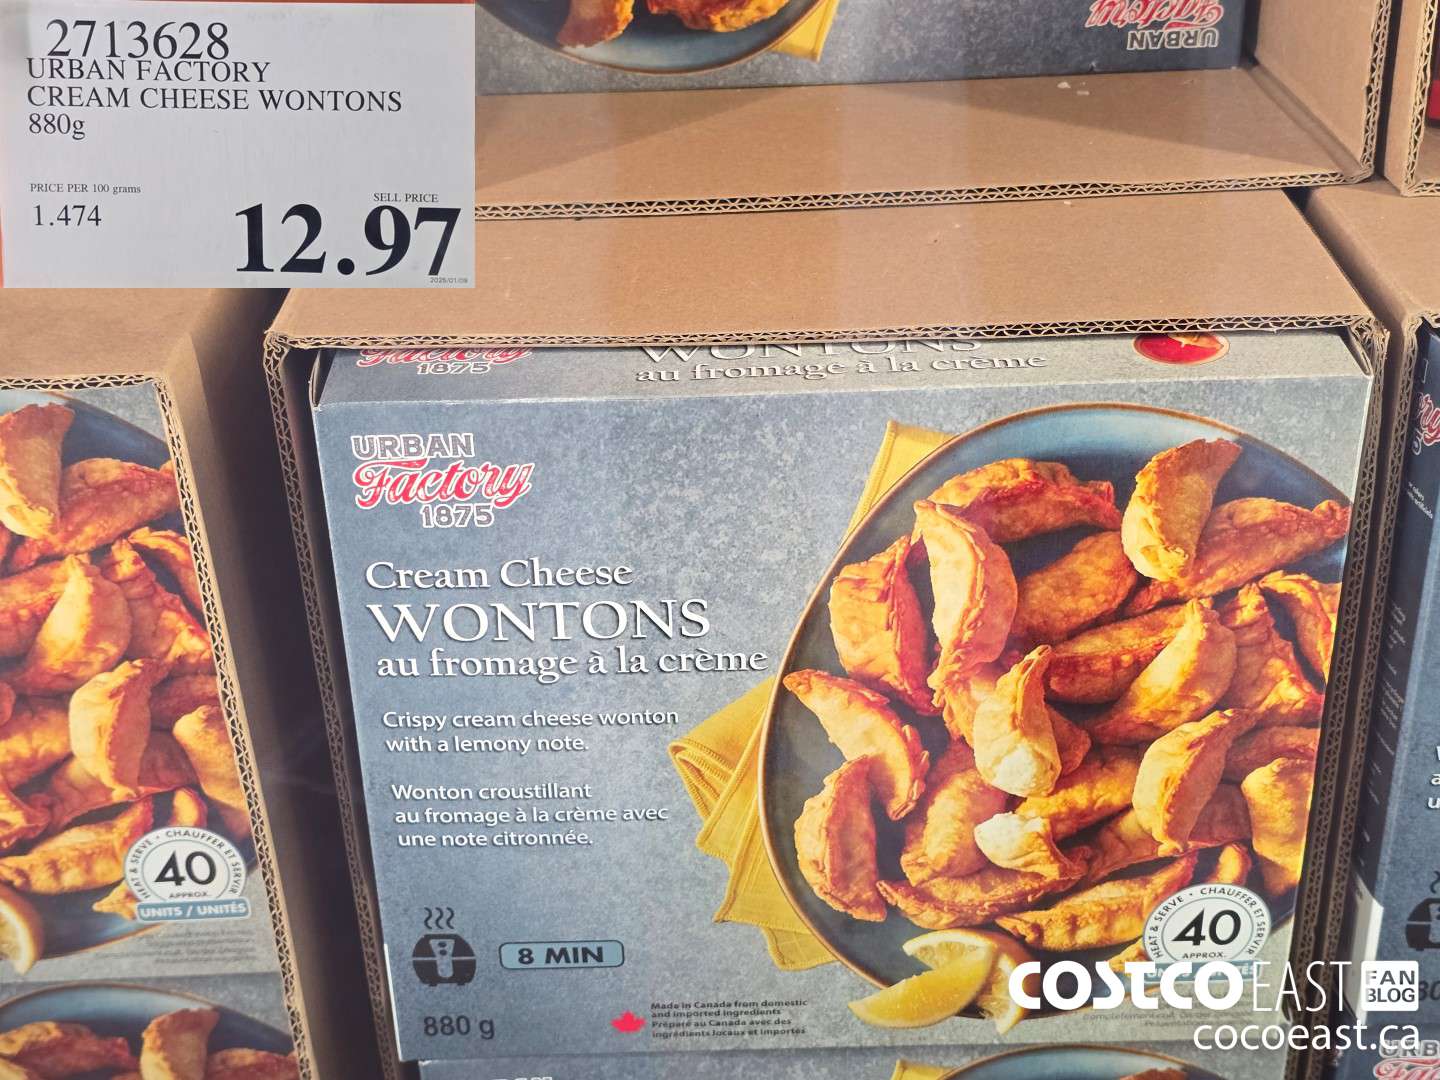 2713628
URBAN FACTORY
CREAM CHEESE WONTONS
880g
PRICE PER 100 grams
1.474
SELL PRICE
12.97
URBAN
Factory
Factory
1875
WONTONS
au fromage à la crème
URBAN
Factory
1875
Cream Cheese
WONTONS
au fromage à la crème
Crispy cream cheese wonton
with a lemony note.
Wonton croustillant
au fromage à la crème avec
une note citronnée.
8 MIN
880 g
Made in Canada from domestic
and imported ingredients
Préparé au Canada avec des
ingrédients locaux et importés
HEAT & SERVE • CHAUFFER ET SERVIR
40
APPROX.
UNITS / UNITÉS
HEAT & SERVE • CHAUFFER ET SERVIR
40
APPROX.
COSTCO EAST FAN BLOG
cocoeast.ca